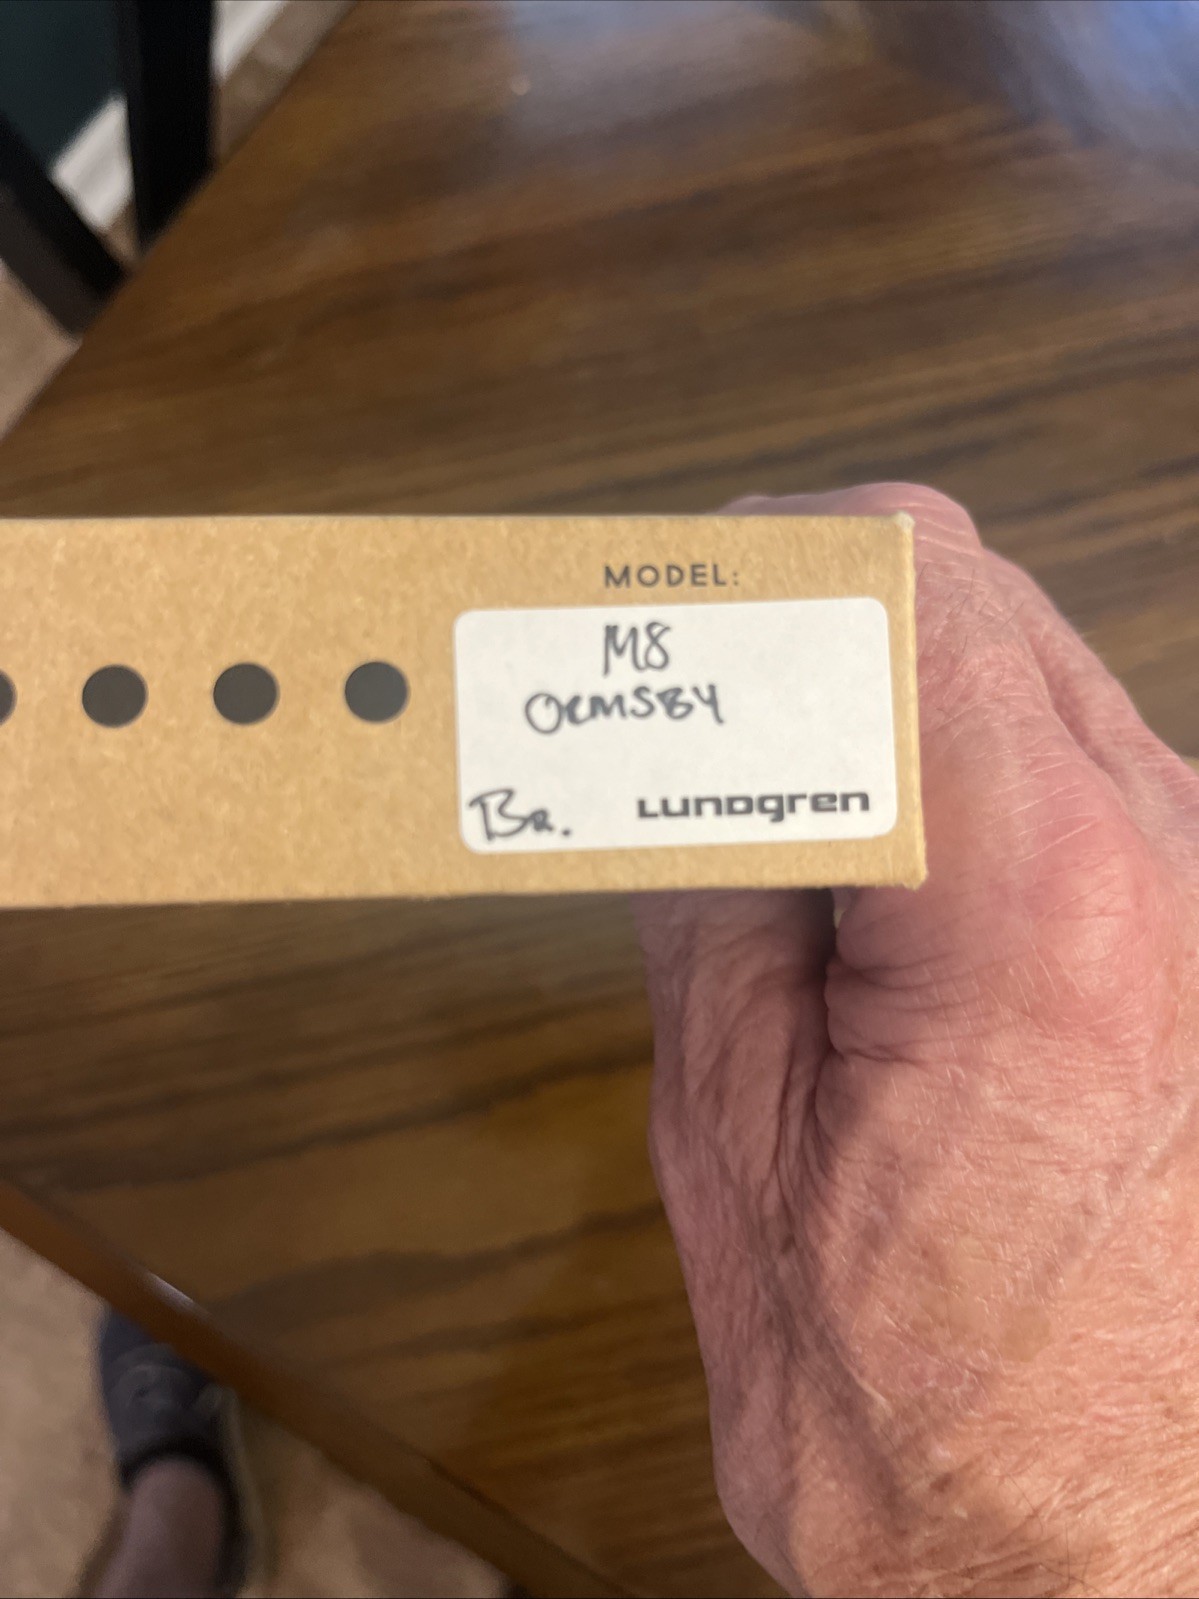 MODEL:
M8
ORMSBY
BR.
LUNDgren